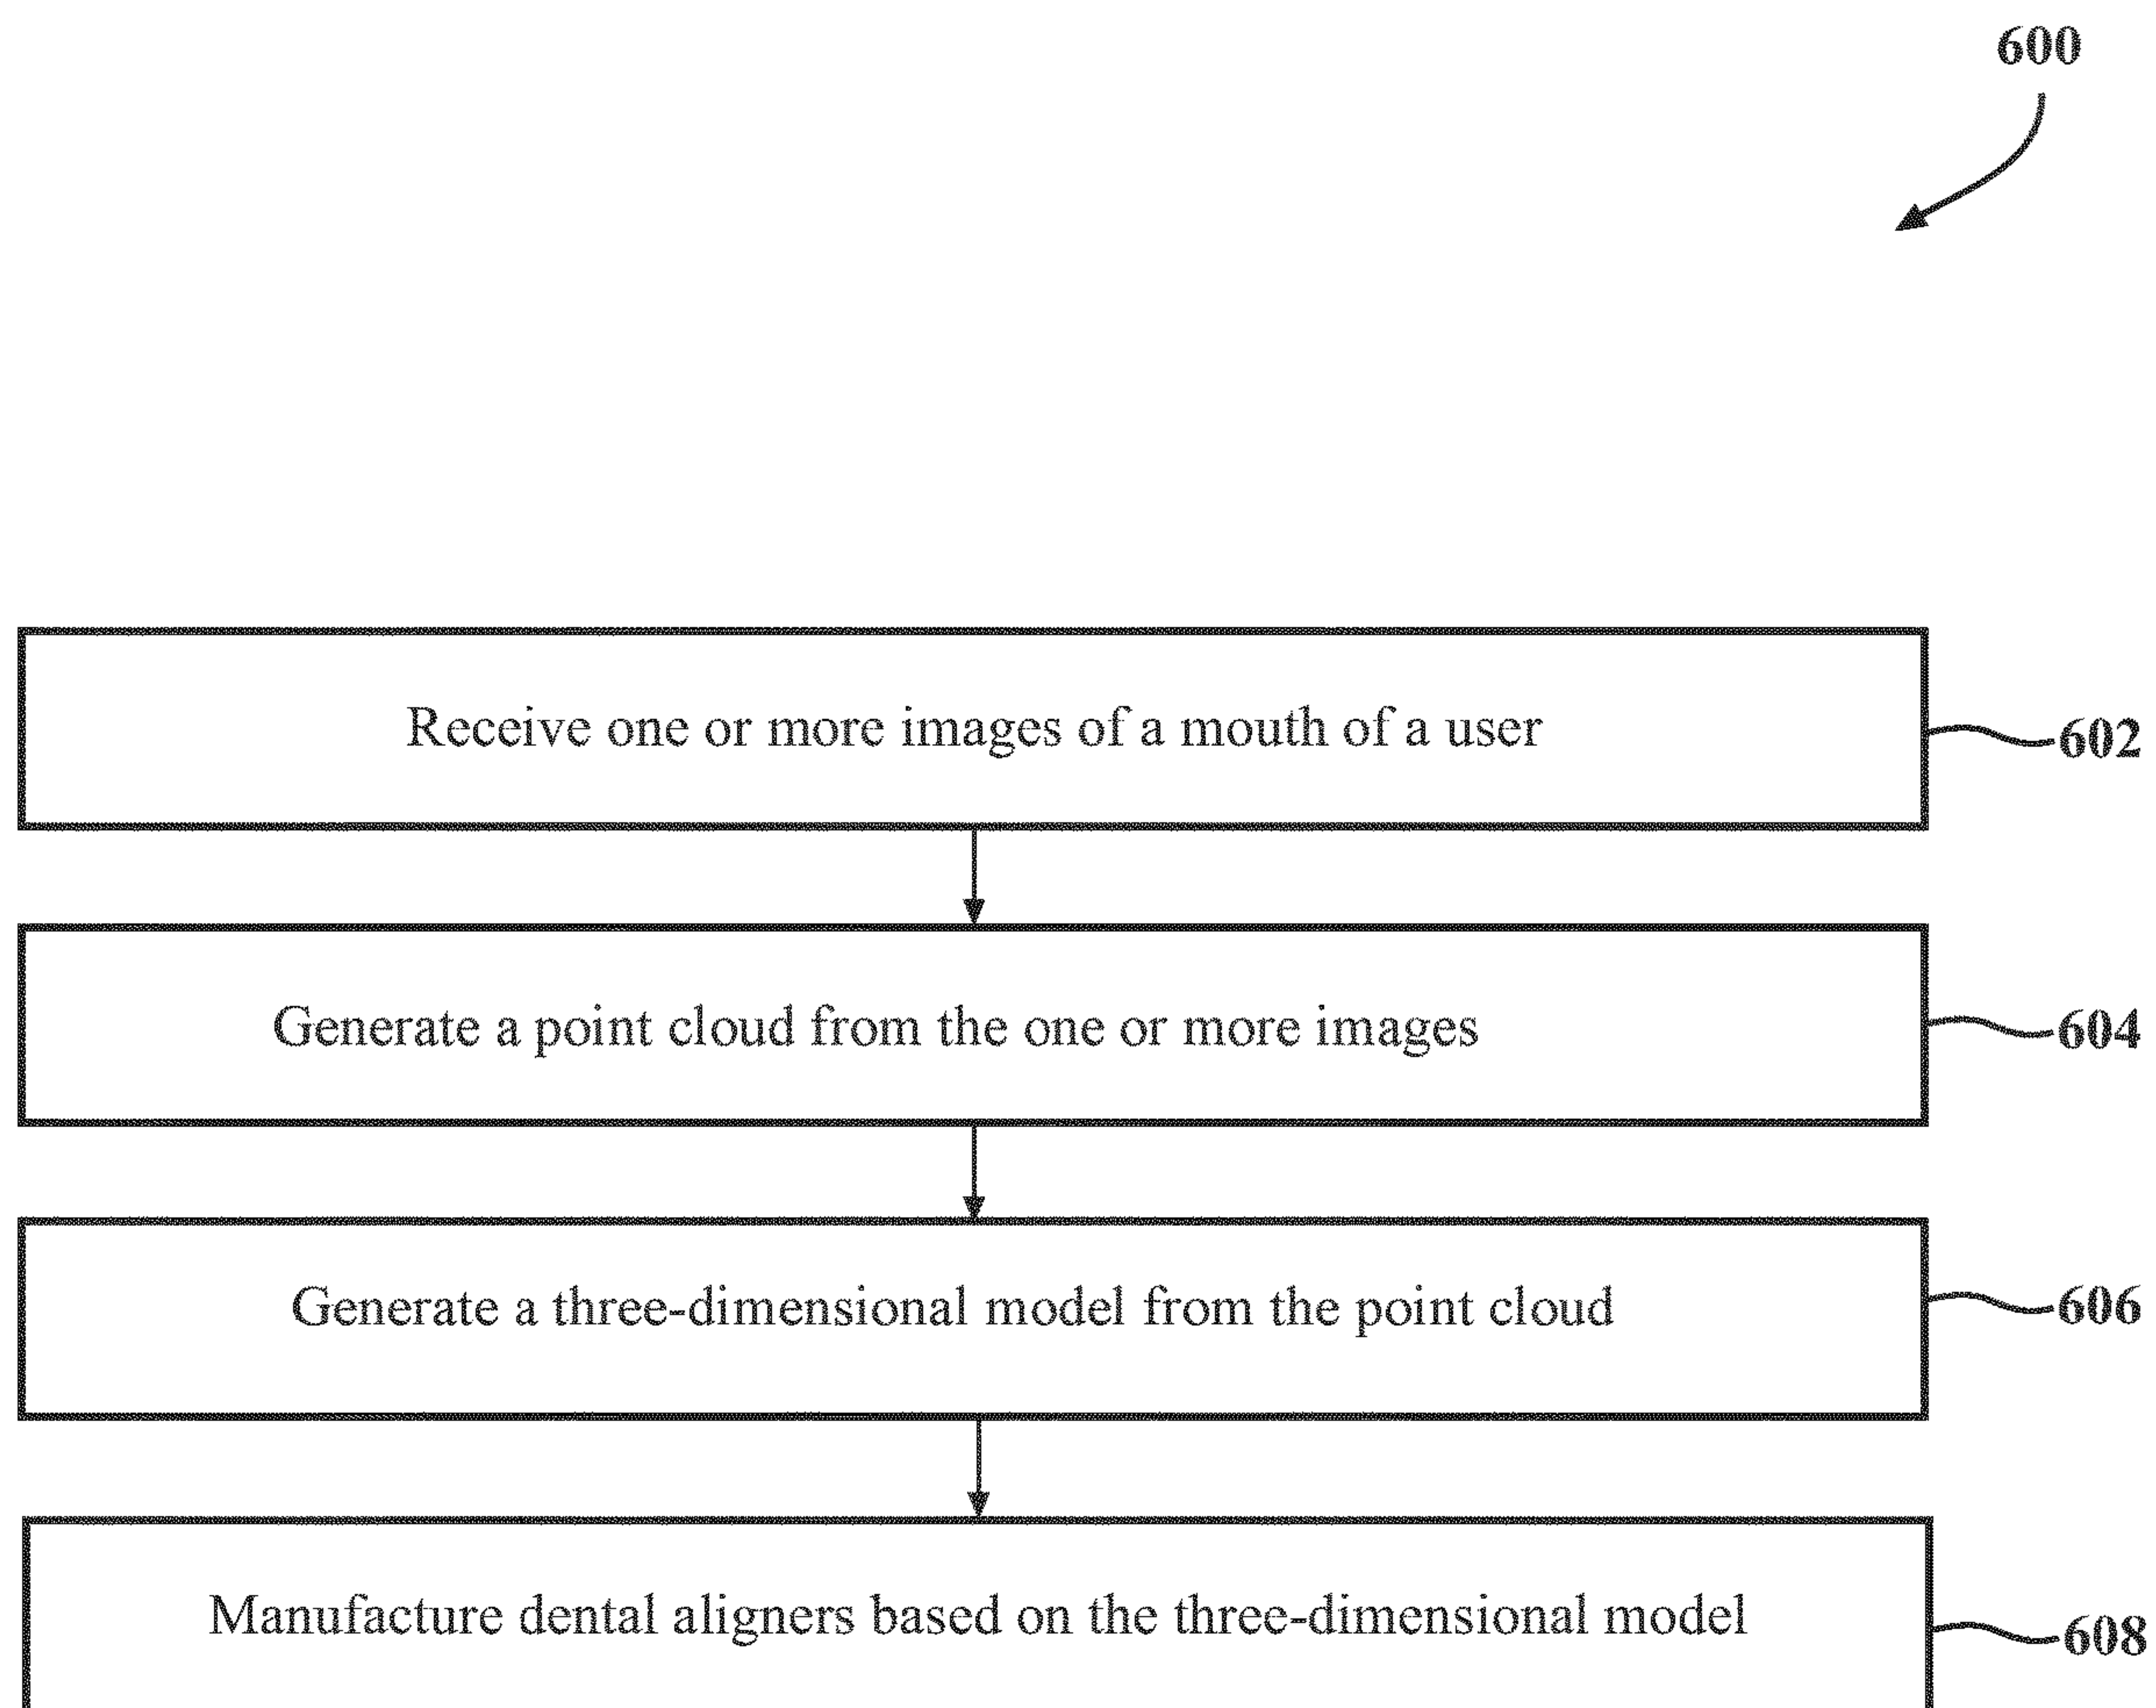 600
Receive one or more images of a mouth of a user
602
Generate a point cloud from the one or more images
604
Generate a three-dimensional model from the point cloud
606
Manufacture dental aligners based on the three-dimensional model
608